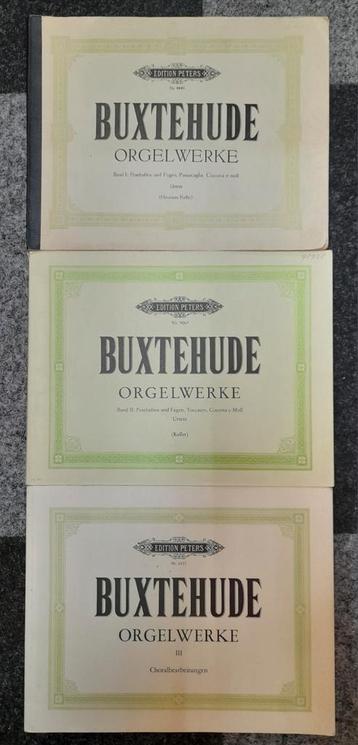 EDITION PETERS
BUXTEHUDE
ORGELWERKE
Band I: Praeludien und Fugen, Passacaglia, Ciacona e-moll
Urtext
(Hermann Keller)
EDITION PETERS
BUXTEHUDE
ORGELWERKE
Band II: Praeludien und Fugen, Toccaten, Ciacona c-Moll
Urtext
(Keller)
EDITION PETERS
BUXTEHUDE
ORGELWERKE
III
Choralbearbeitungen